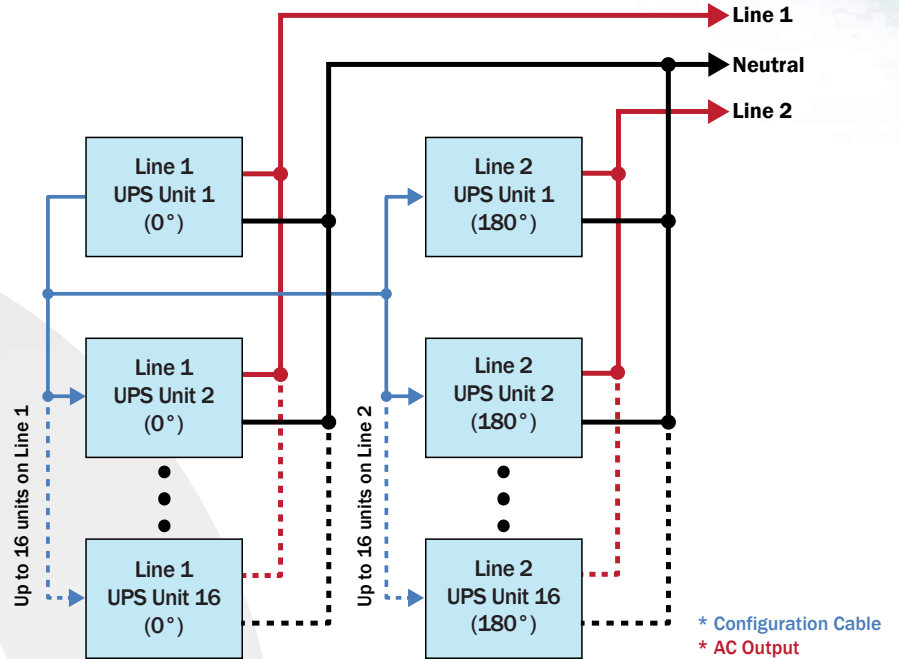 Line 1
Neutral
Line 2
Line 1
UPS Unit 1
(0°)
Line 2
UPS Unit 1
(180°)
Line 1
UPS Unit 2
(0°)
Line 2
UPS Unit 2
(180°)
Up to 16 units on Line 1
Up to 16 units on Line 2
Line 1
UPS Unit 16
(0°)
Line 2
UPS Unit 16
(180°)
* Configuration Cable
* AC Output